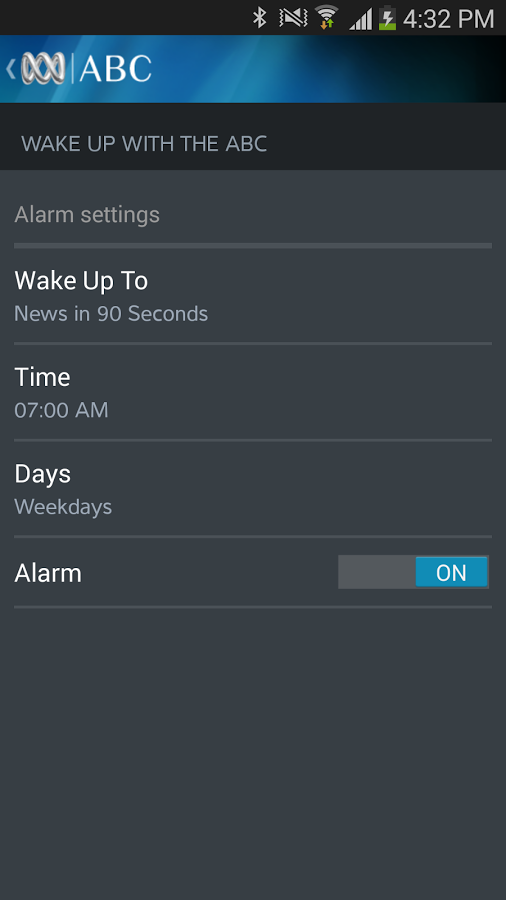 4:32 PM
ABC
WAKE UP WITH THE ABC
Alarm settings
Wake Up To
News in 90 Seconds
Time
07:00 AM
Days
Weekdays
Alarm
ON